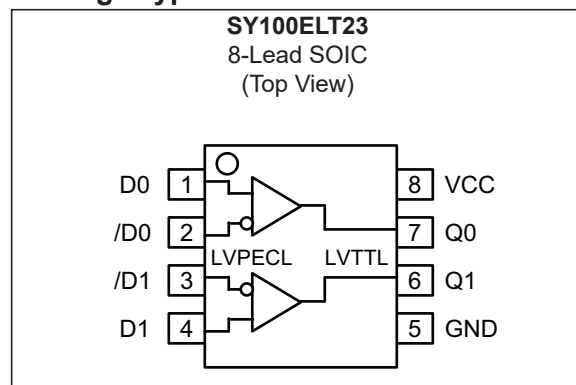 SY100ELT23
8-Lead SOIC
(Top View)
D0 1 8 VCC
/D0 2 7 Q0
LVPECL LVTTL
/D1 3 6 Q1
D1 4 5 GND